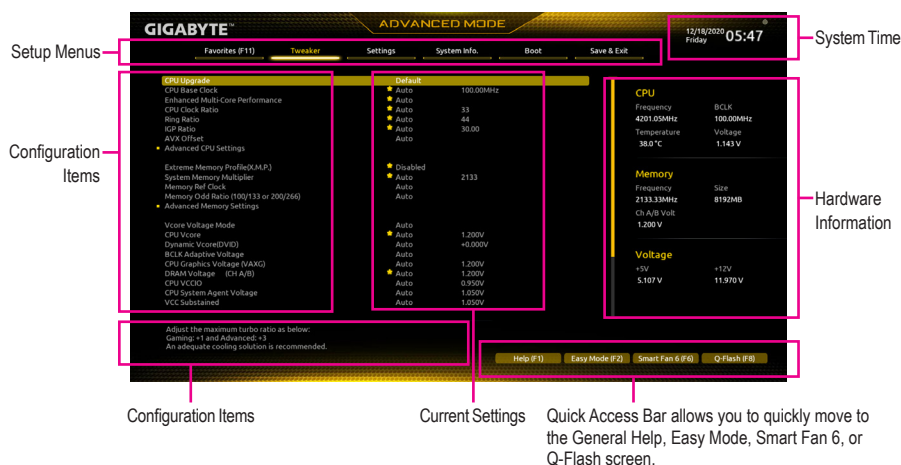 GIGABYTE™
ADVANCED MODE
12/18/2020
Friday
05:47
System Time
Setup Menus
Favorites (F11) Tweaker Settings System Info. Boot Save & Exit
Configuration
Items
CPU Upgrade Default
CPU Base Clock Auto 100.00MHz
Enhanced Multi-Core Performance Auto
CPU Clock Ratio Auto 33
Ring Ratio Auto 44
IGP Ratio Auto 30.00
AVX Offset Auto
Advanced CPU Settings
Extreme Memory Profile(X.M.P.) Disabled
System Memory Multiplier Auto 2133
Memory Ref Clock Auto
Memory Odd Ratio (100/133 or 200/266) Auto
Advanced Memory Settings
Vcore Voltage Mode Auto
CPU Vcore Auto 1.200V
Dynamic Vcore(DVID) Auto +0.000V
BCLK Adaptive Voltage Auto
CPU Graphics Voltage (VAXG) Auto 1.200V
DRAM Voltage (CH A/B) Auto 1.200V
CPU VCCIO Auto 0.950V
CPU System Agent Voltage Auto 1.050V
VCC Substained Auto 1.050V
CPU
Frequency BCLK
4201.05MHz 100.00MHz
Temperature Voltage
38.0 °C 1.143 V
Memory
Frequency Size
2133.33MHz 8192MB
Ch A/B Volt
1.200 V
Voltage
+5V +12V
5.107 V 11.970 V
Hardware
Information
Adjust the maximum turbo ratio as below:
Gaming: +1 and Advanced: +3
An adequate cooling solution is recommended.
Help (F1) Easy Mode (F2) Smart Fan 6 (F6) Q-Flash (F8)
Configuration Items
Current Settings
Quick Access Bar allows you to quickly move to
the General Help, Easy Mode, Smart Fan 6, or
Q-Flash screen.